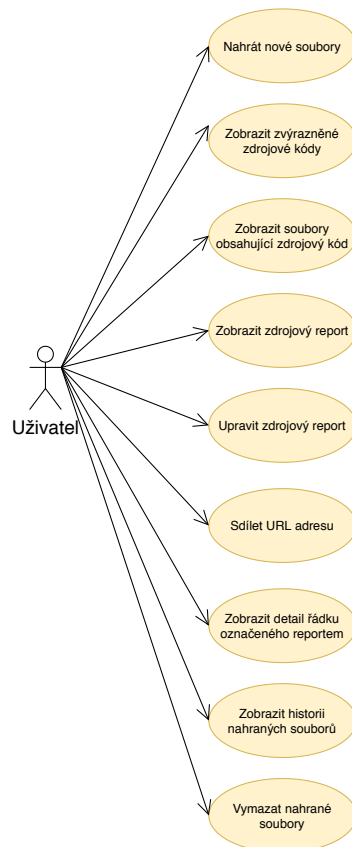 Nahrát nové soubory
Zobrazit zvýrazněné
zdrojové kódy
Zobrazit soubory
obsahující zdrojový kód
Zobrazit zdrojový report
Uživatel
Upravit zdrojový report
Sdílet URL adresu
Zobrazit detail řádku
označeného reportem
Zobrazit historii
nahraných souborů
Vymazat nahrané
soubory